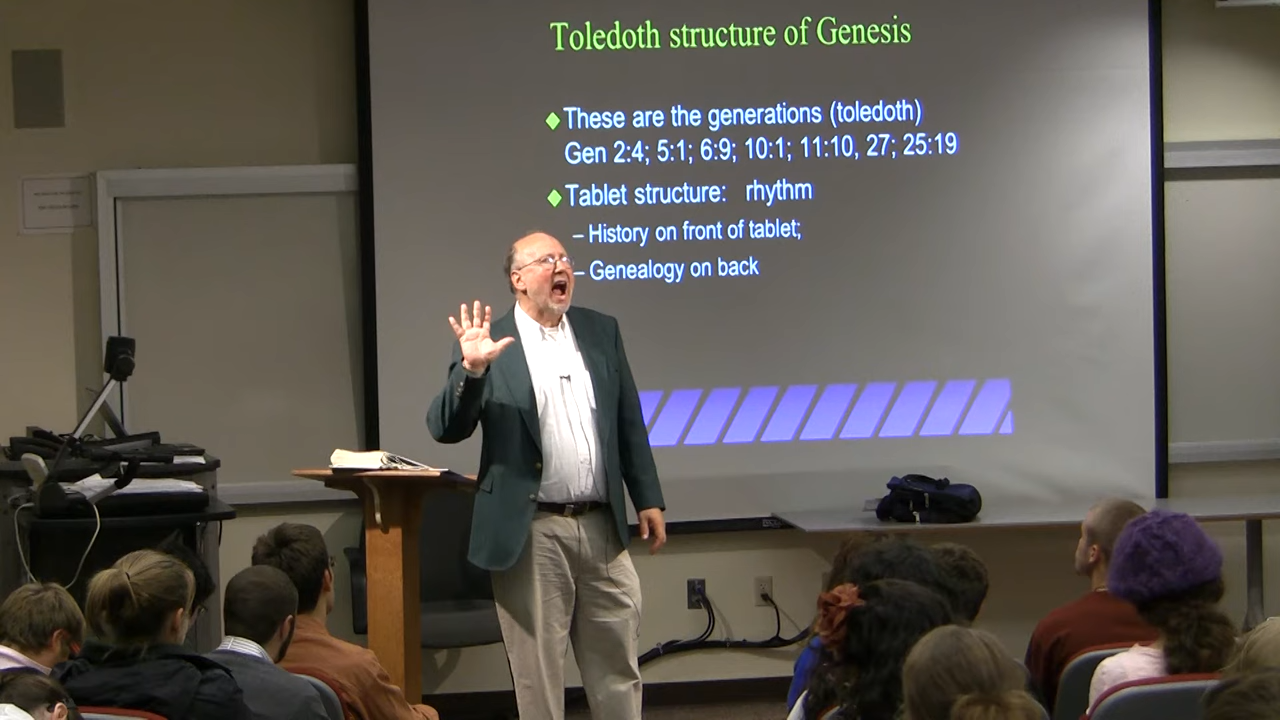 Toledoth structure of Genesis
These are the generations (toledoth)
Gen 2:4; 5:1; 6:9; 10:1; 11:10, 27; 25:19
Tablet structure: rhythm
– History on front of tablet;
– Genealogy on back